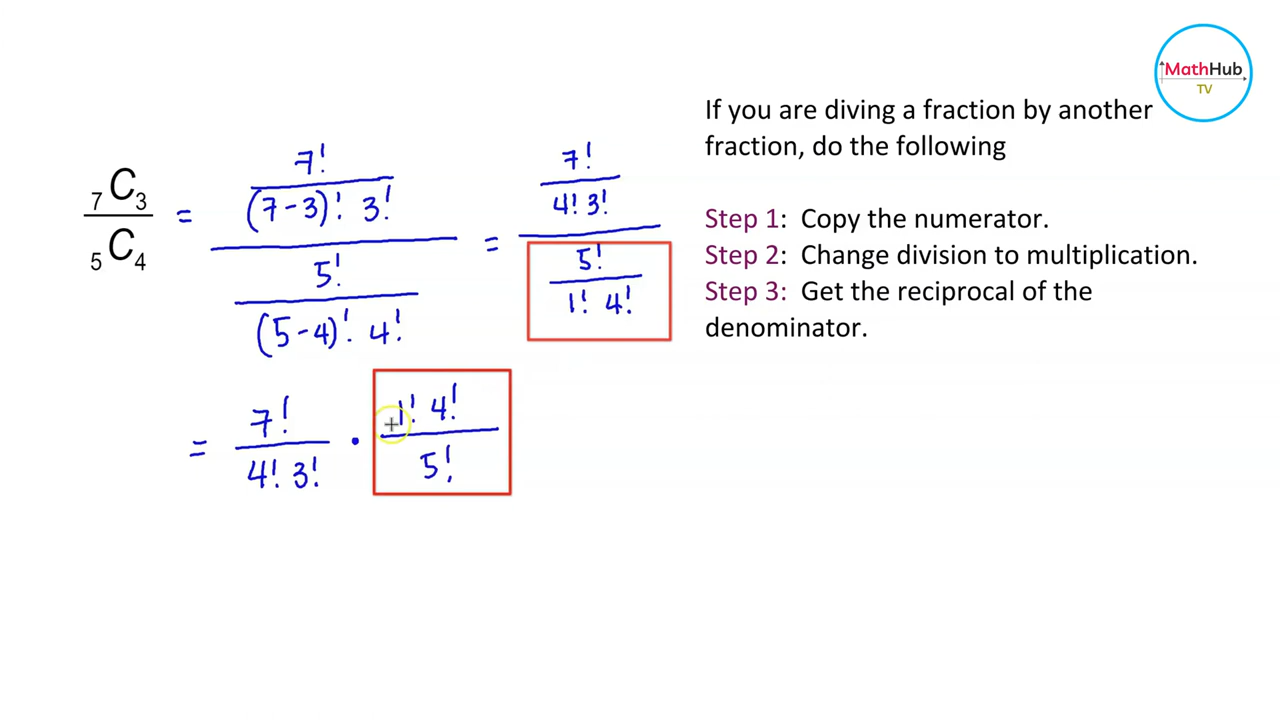 MathHub
TV
If you are diving a fraction by another
fraction, do the following
₇C₃ / ₅C₄ = (7! / ((7-3)! 3!)) / (5! / ((5-4)! 4!)) = (7! / (4! 3!)) / (5! / (1! 4!))
Step 1: Copy the numerator.
Step 2: Change division to multiplication.
Step 3: Get the reciprocal of the
denominator.
= 7! / (4! 3!) · 1! 4! / 5!